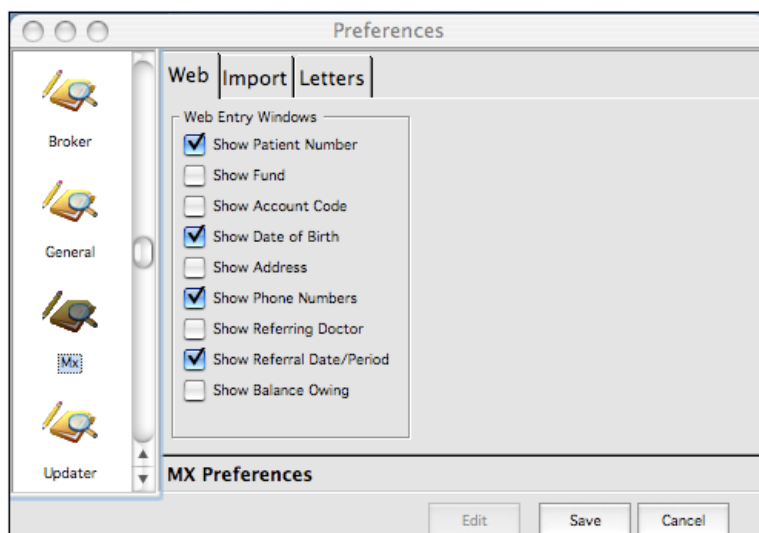 Preferences
Broker
General
Mx
Updater
Web Import Letters
Web Entry Windows
Show Patient Number
Show Fund
Show Account Code
Show Date of Birth
Show Address
Show Phone Numbers
Show Referring Doctor
Show Referral Date/Period
Show Balance Owing
MX Preferences
Edit Save Cancel